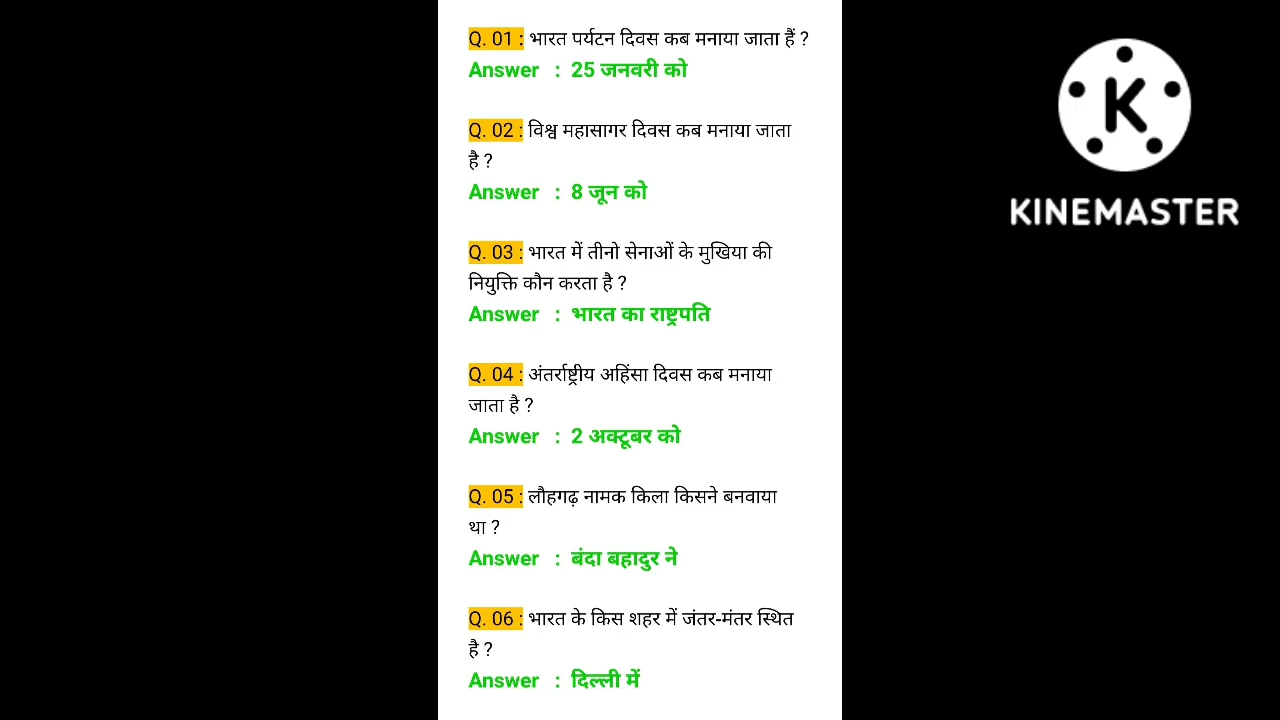 Q. 01 : भारत पर्यटन दिवस कब मनाया जाता हैं ?
Answer : 25 जनवरी को
Q. 02 : विश्व महासागर दिवस कब मनाया जाता
है ?
Answer : 8 जून को
Q. 03 : भारत में तीनो सेनाओं के मुखिया की
नियुक्ति कौन करता है ?
Answer : भारत का राष्ट्रपति
Q. 04 : अंतर्राष्ट्रीय अहिंसा दिवस कब मनाया
जाता है ?
Answer : 2 अक्टूबर को
Q. 05 : लौहगढ़ नामक किला किसने बनवाया
था ?
Answer : बंदा बहादुर ने
Q. 06 : भारत के किस शहर में जंतर-मंतर स्थित
है ?
Answer : दिल्ली में
K
KINEMASTER